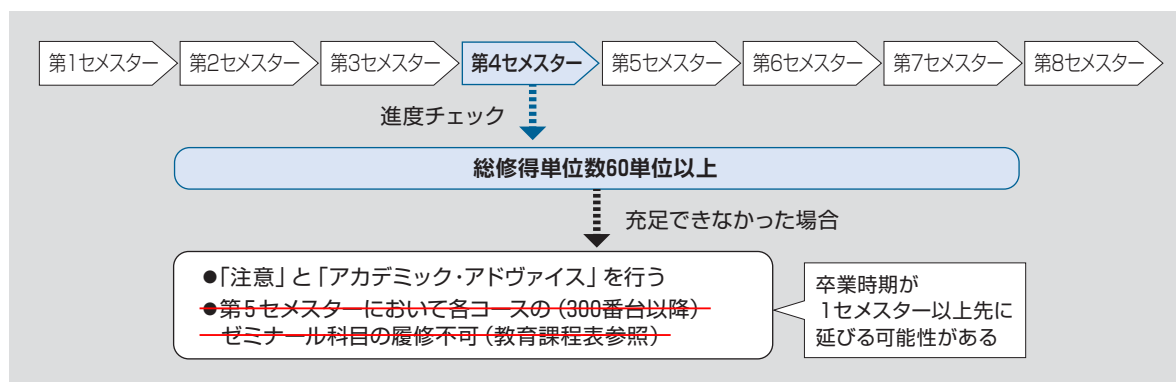 第1セメスター 第2セメスター 第3セメスター 第4セメスター 第5セメスター 第6セメスター 第7セメスター 第8セメスター
進度チェック
総修得単位数60単位以上
充足できなかった場合
●「注意」と「アカデミック・アドヴァイス」を行う
●第5セメスターにおいて各コースの(300番台以降)
ゼミナール科目の履修不可(教育課程表参照)
卒業時期が
1セメスター以上先に
延びる可能性がある